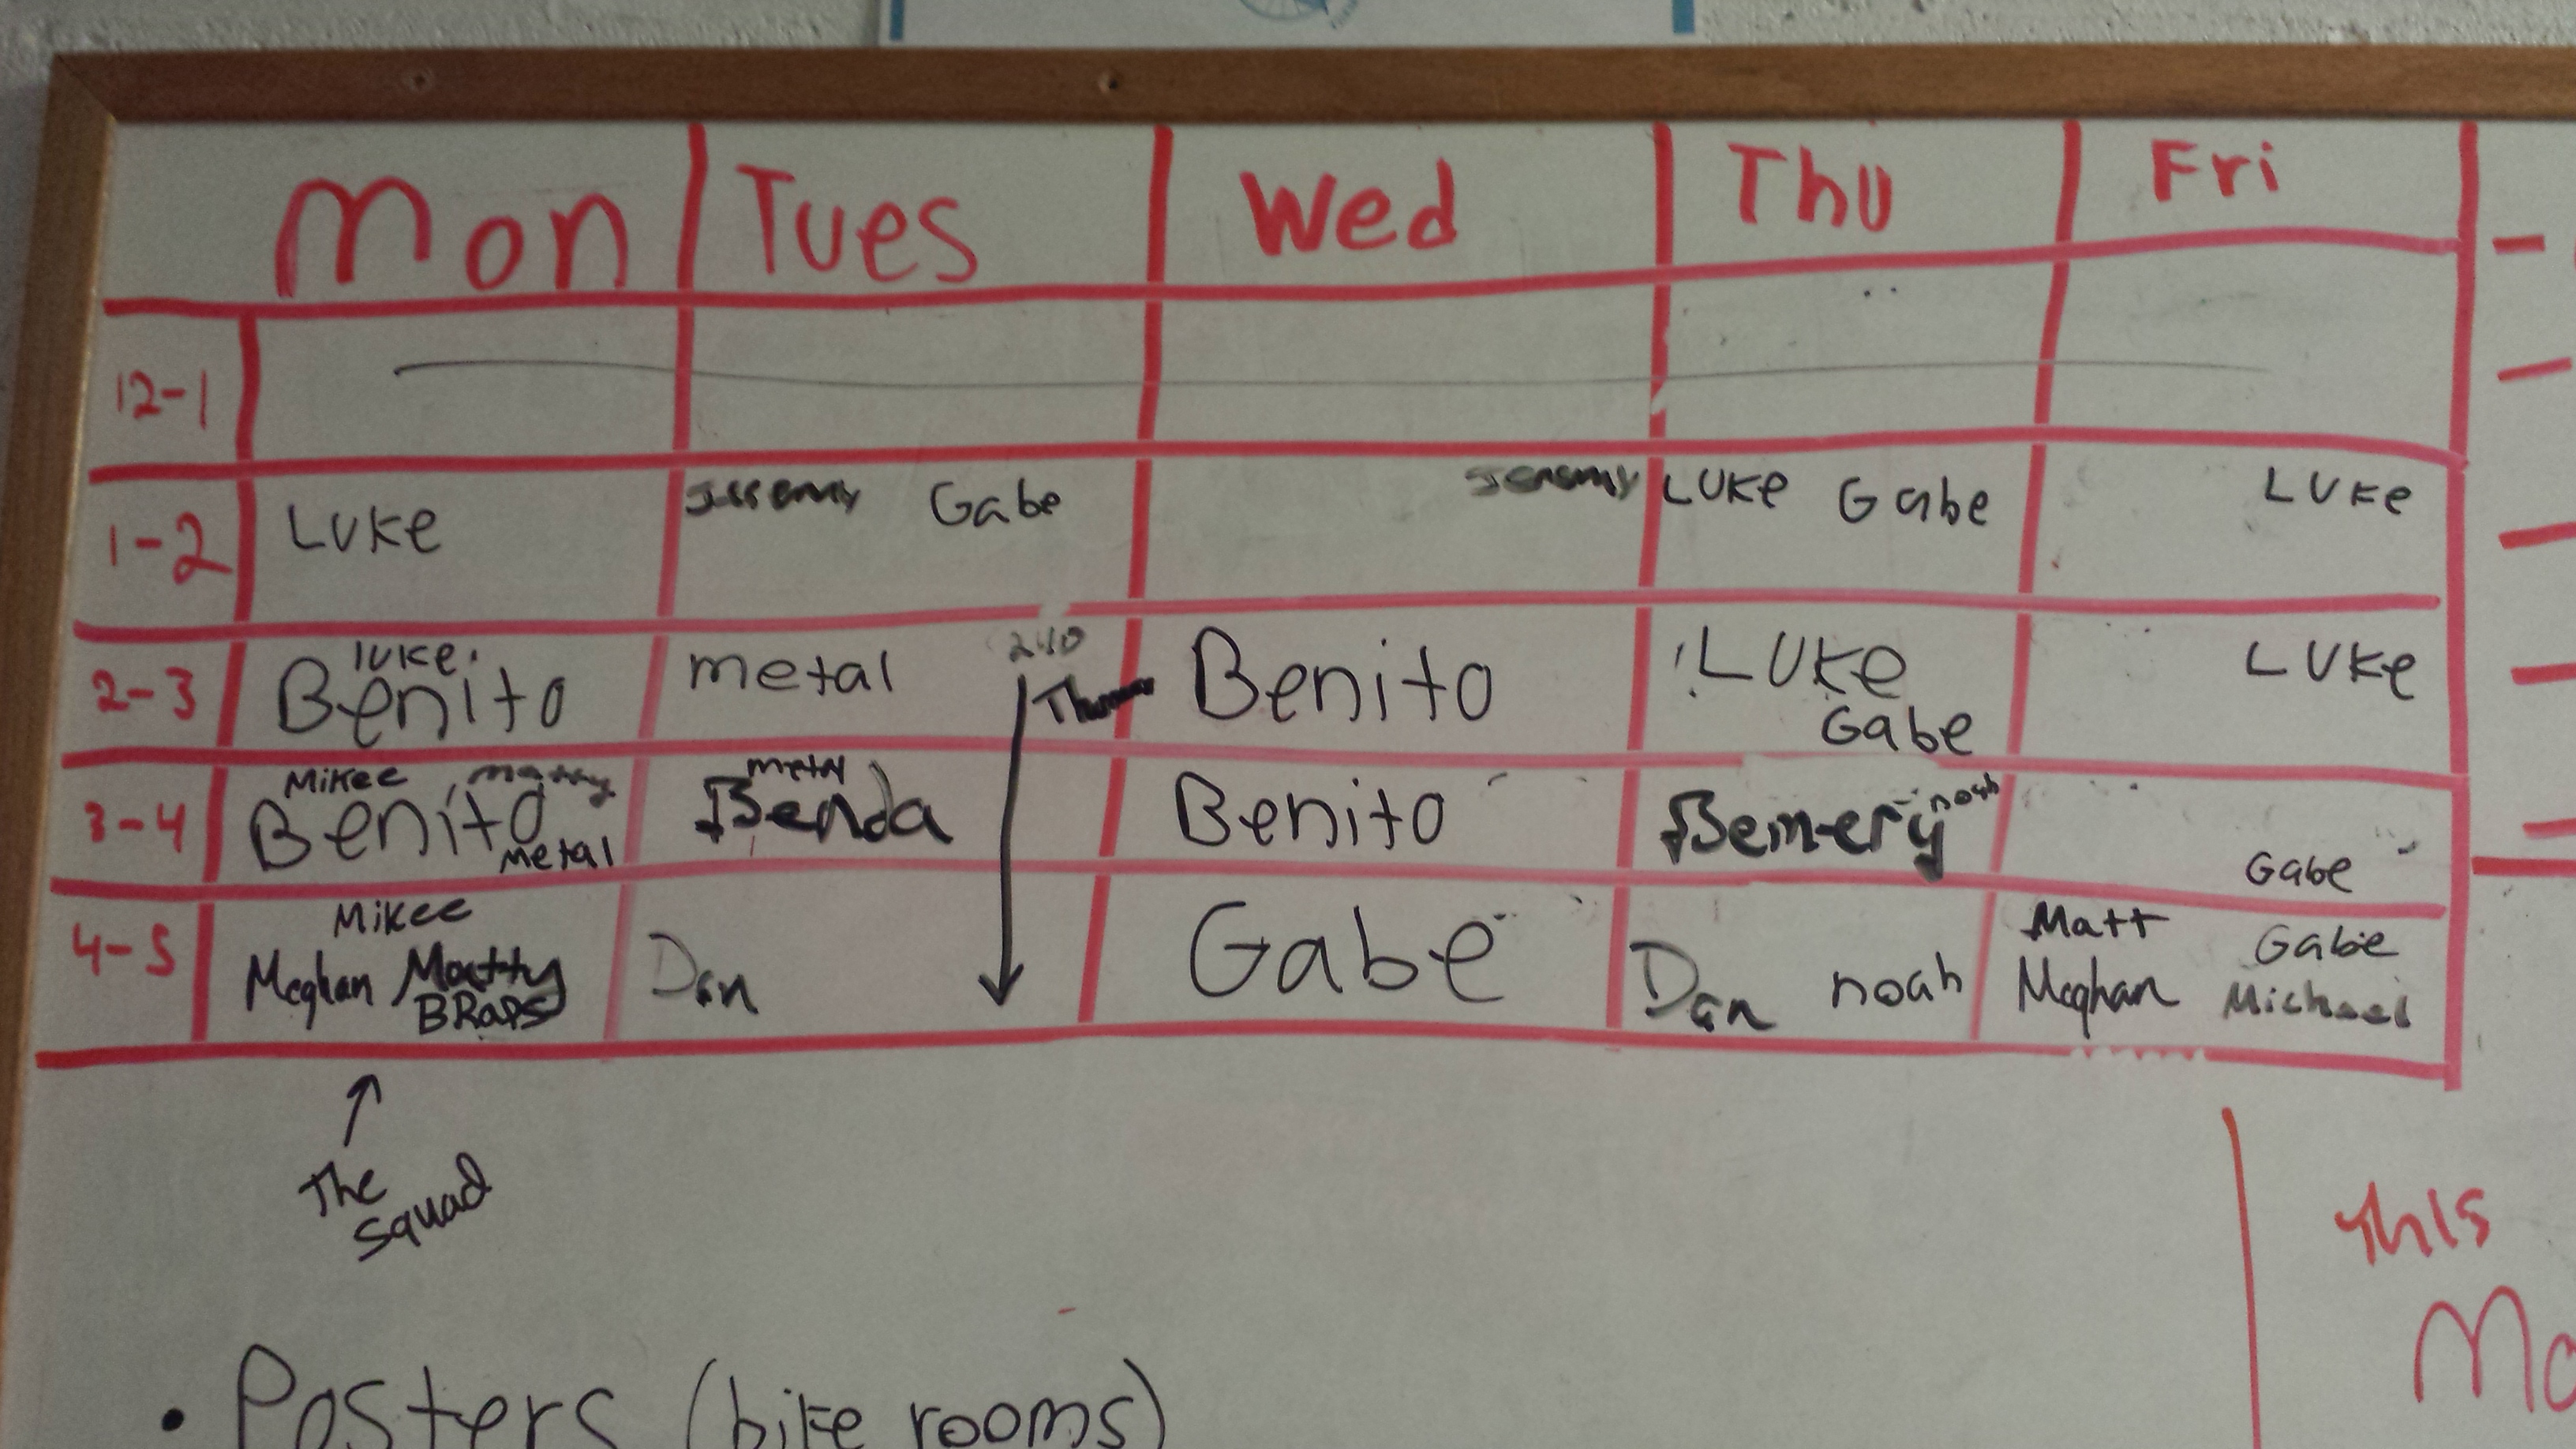 Mon Tues Wed Thu Fri
12-1
1-2 Luke Jeremy Gabe Jeremy Luke Gabe Luke
2-3 luke Benito metal 2:10 Benito Luke Gabe Luke
3-4 Mikee matty Benito metal metal Benda Benito Bemery noah Gabe
4-5 Mikee Meghan Matty BRAPS Dan Gabe Dan noah Matt Meghan Gabe Michael
The
squad
This
Mo
• Posters (bike rooms)